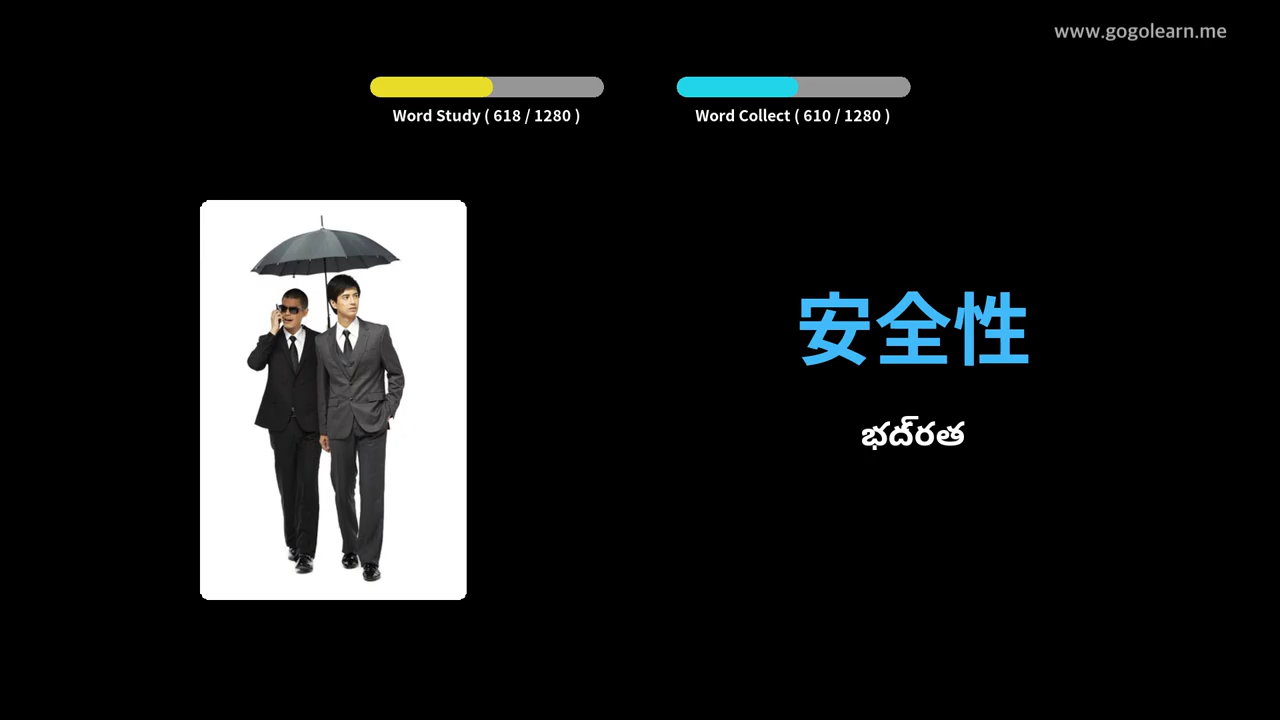 www.gogolearn.me
Word Study ( 618 / 1280 )
Word Collect ( 610 / 1280 )
安全性
భద్‌రత